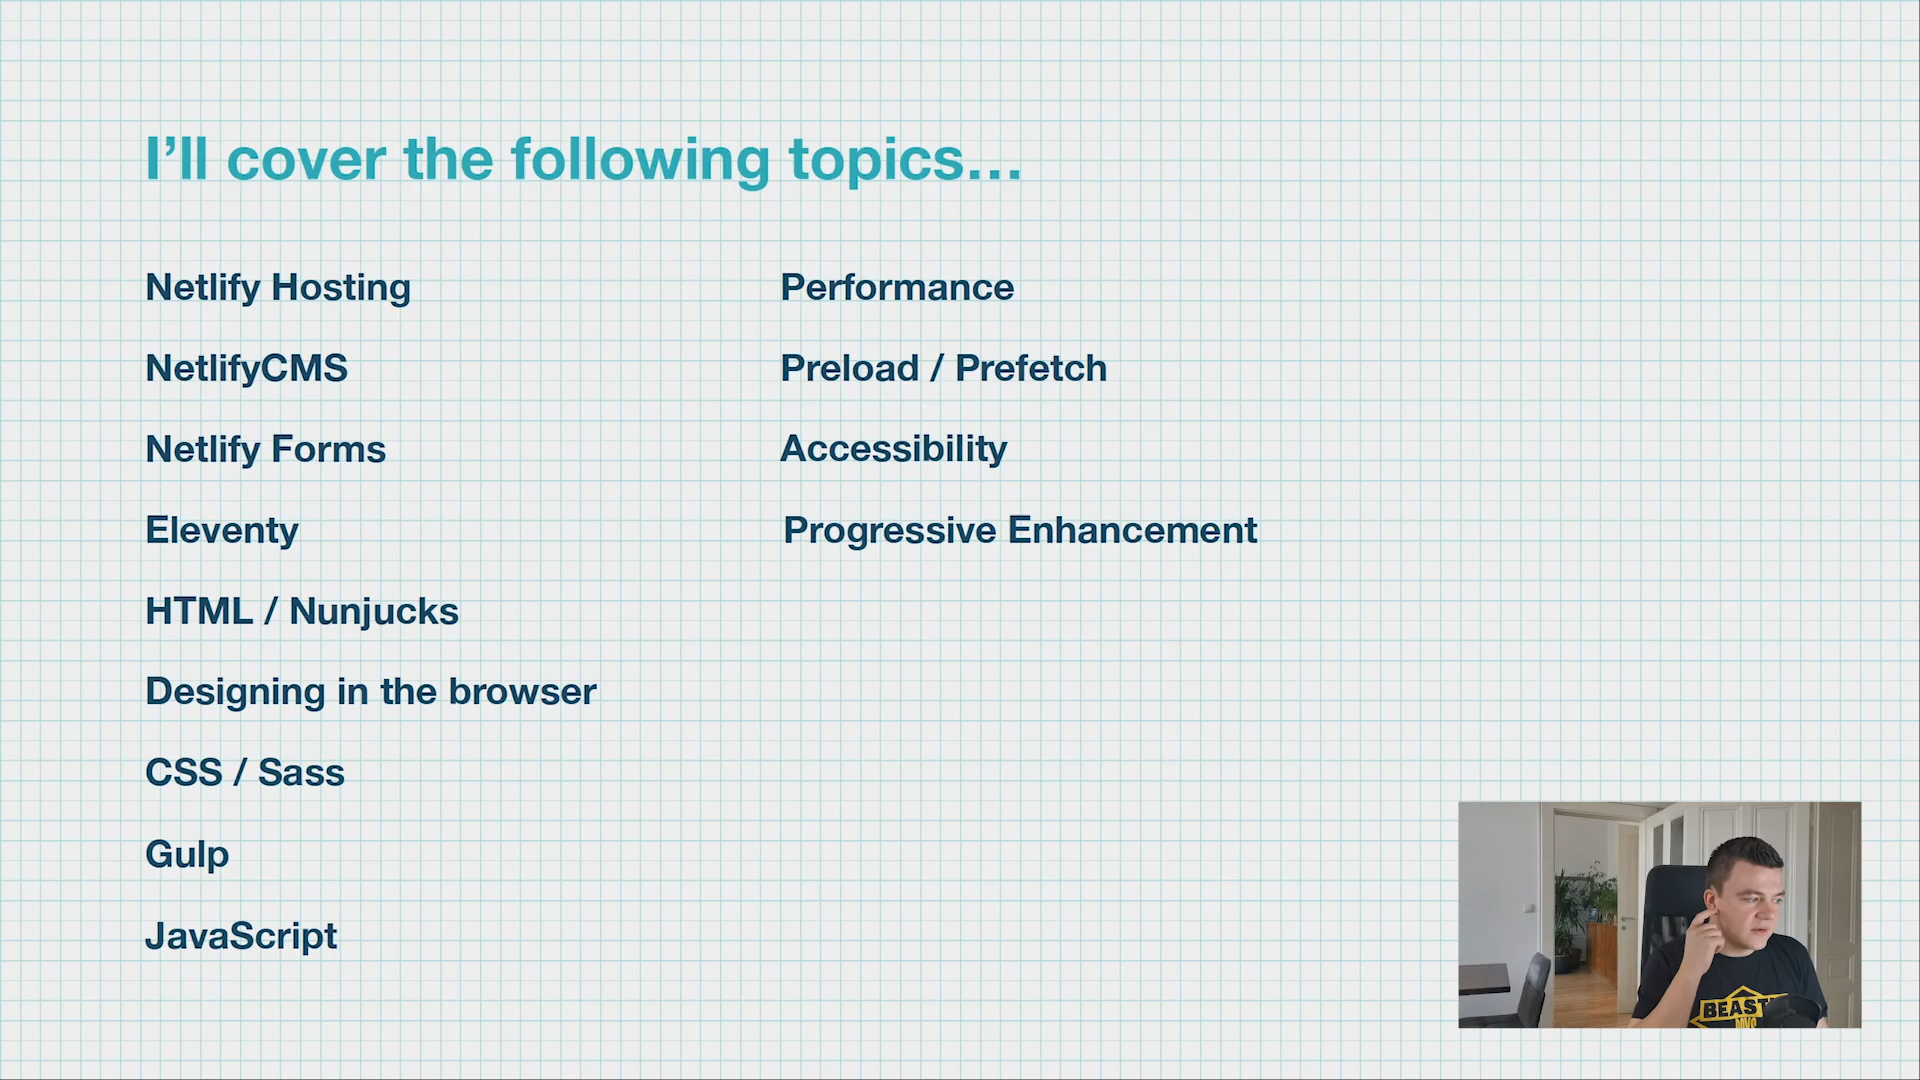 I’ll cover the following topics…
Netlify Hosting
NetlifyCMS
Netlify Forms
Eleventy
HTML / Nunjucks
Designing in the browser
CSS / Sass
Gulp
JavaScript
Performance
Preload / Prefetch
Accessibility
Progressive Enhancement